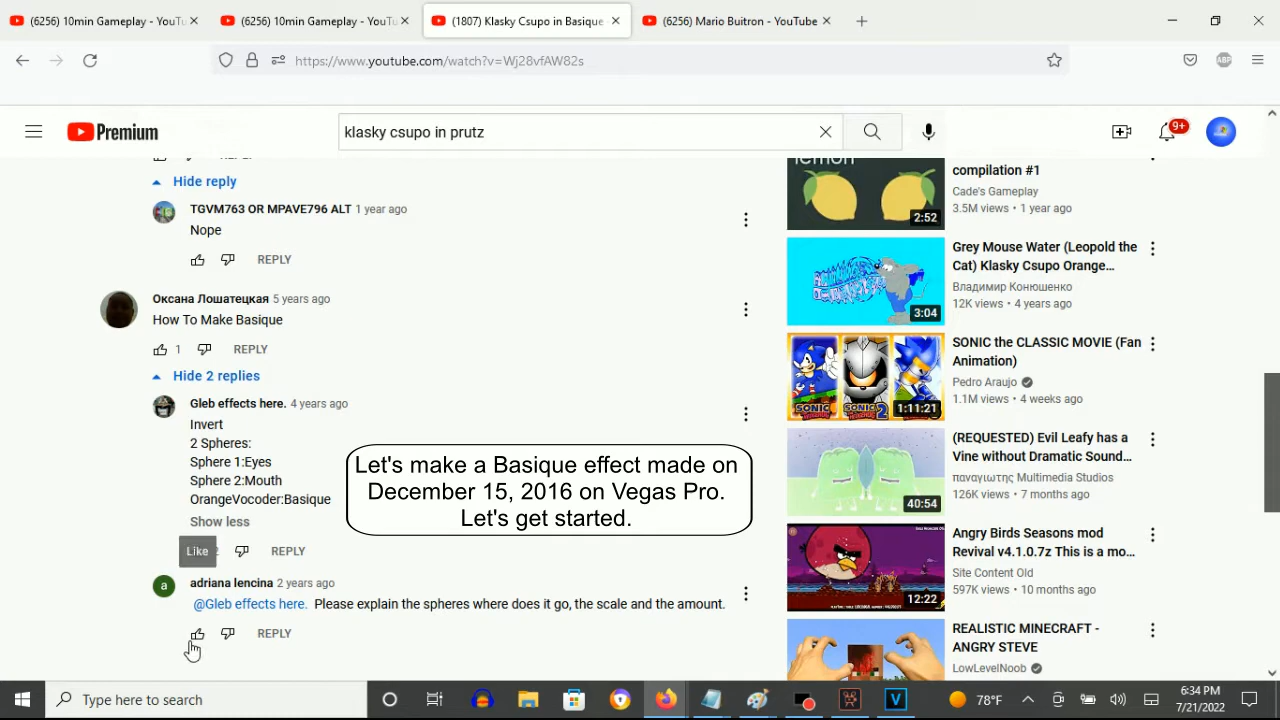 (6256) 10min Gameplay - YouTu
(6256) 10min Gameplay - YouTu
(1807) Klasky Csupo in Basique
(6256) Mario Buitron - YouTube
https://www.youtube.com/watch?v=Wj28vfAW82s
ABP
Premium
klasky csupo in prutz
9+
Hide reply
TGVM763 OR MPAVE796 ALT 1 year ago
Nope
REPLY
Оксана Лошатецкая 5 years ago
How To Make Basique
1 REPLY
Hide 2 replies
Gleb effects here. 4 years ago
Invert
2 Spheres:
Sphere 1:Eyes
Sphere 2:Mouth
OrangeVocoder:Basique
Show less
Like
2 REPLY
adriana lencina 2 years ago
a
@Gleb effects here. Please explain the spheres where does it go, the scale and the amount.
REPLY
Let's make a Basique effect made on
December 15, 2016 on Vegas Pro.
Let's get started.
lemon
2:52
compilation #1
Cade's Gameplay
3.5M views • 1 year ago
3:04
Grey Mouse Water (Leopold the
Cat) Klasky Csupo Orange...
Владимир Конюшенко
12K views • 4 years ago
1:11:21
SONIC the CLASSIC MOVIE (Fan
Animation)
Pedro Araujo
1.1M views • 4 weeks ago
40:54
(REQUESTED) Evil Leafy has a
Vine without Dramatic Sound...
παναγιωτης Multimedia Studios
126K views • 7 months ago
12:22
Angry Birds Seasons mod
Revival v4.1.0.7z This is a mo...
Site Content Old
597K views • 10 months ago
REALISTIC MINECRAFT -
ANGRY STEVE
LowLevelNoob
Type here to search
V
78°F
6:34 PM
7/21/2022